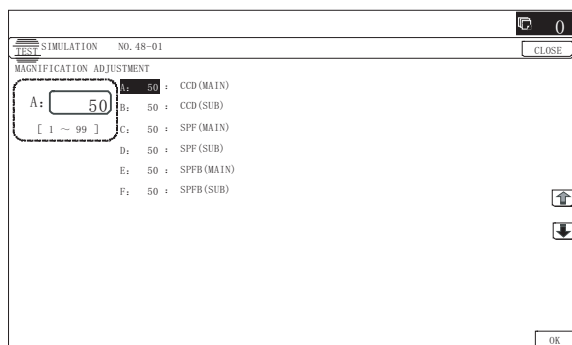 0
TEST SIMULATION NO.48-01
CLOSE
MAGNIFICATION ADJUSTMENT
A: 50
[ 1 ~ 99 ]
A: 50 : CCD(MAIN)
B: 50 : CCD(SUB)
C: 50 : SPF(MAIN)
D: 50 : SPF(SUB)
E: 50 : SPFB(MAIN)
F: 50 : SPFB(SUB)
OK